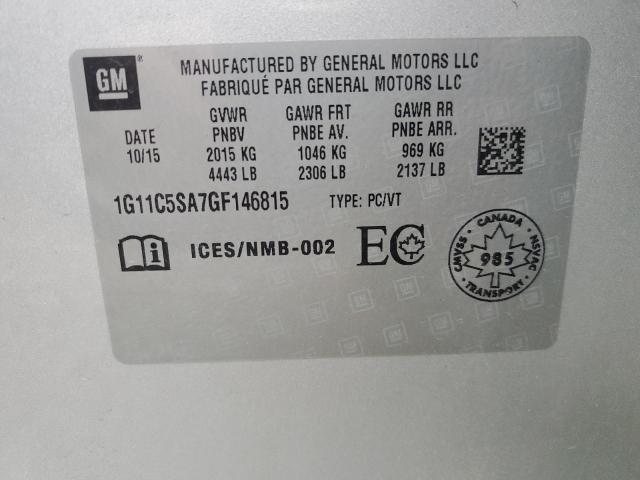 GM
MANUFACTURED BY GENERAL MOTORS LLC
FABRIQUÉ PAR GENERAL MOTORS LLC
DATE
10/15
GVWR
PNBV
2015 KG
4443 LB
GAWR FRT
PNBE AV.
1046 KG
2306 LB
GAWR RR
PNBE ARR.
969 KG
2137 LB
1G11C5SA7GF146815 TYPE: PC/VT
i ICES/NMB-002 EC
CANADA
CMVSS 985 NSVAC
TRANSPORT